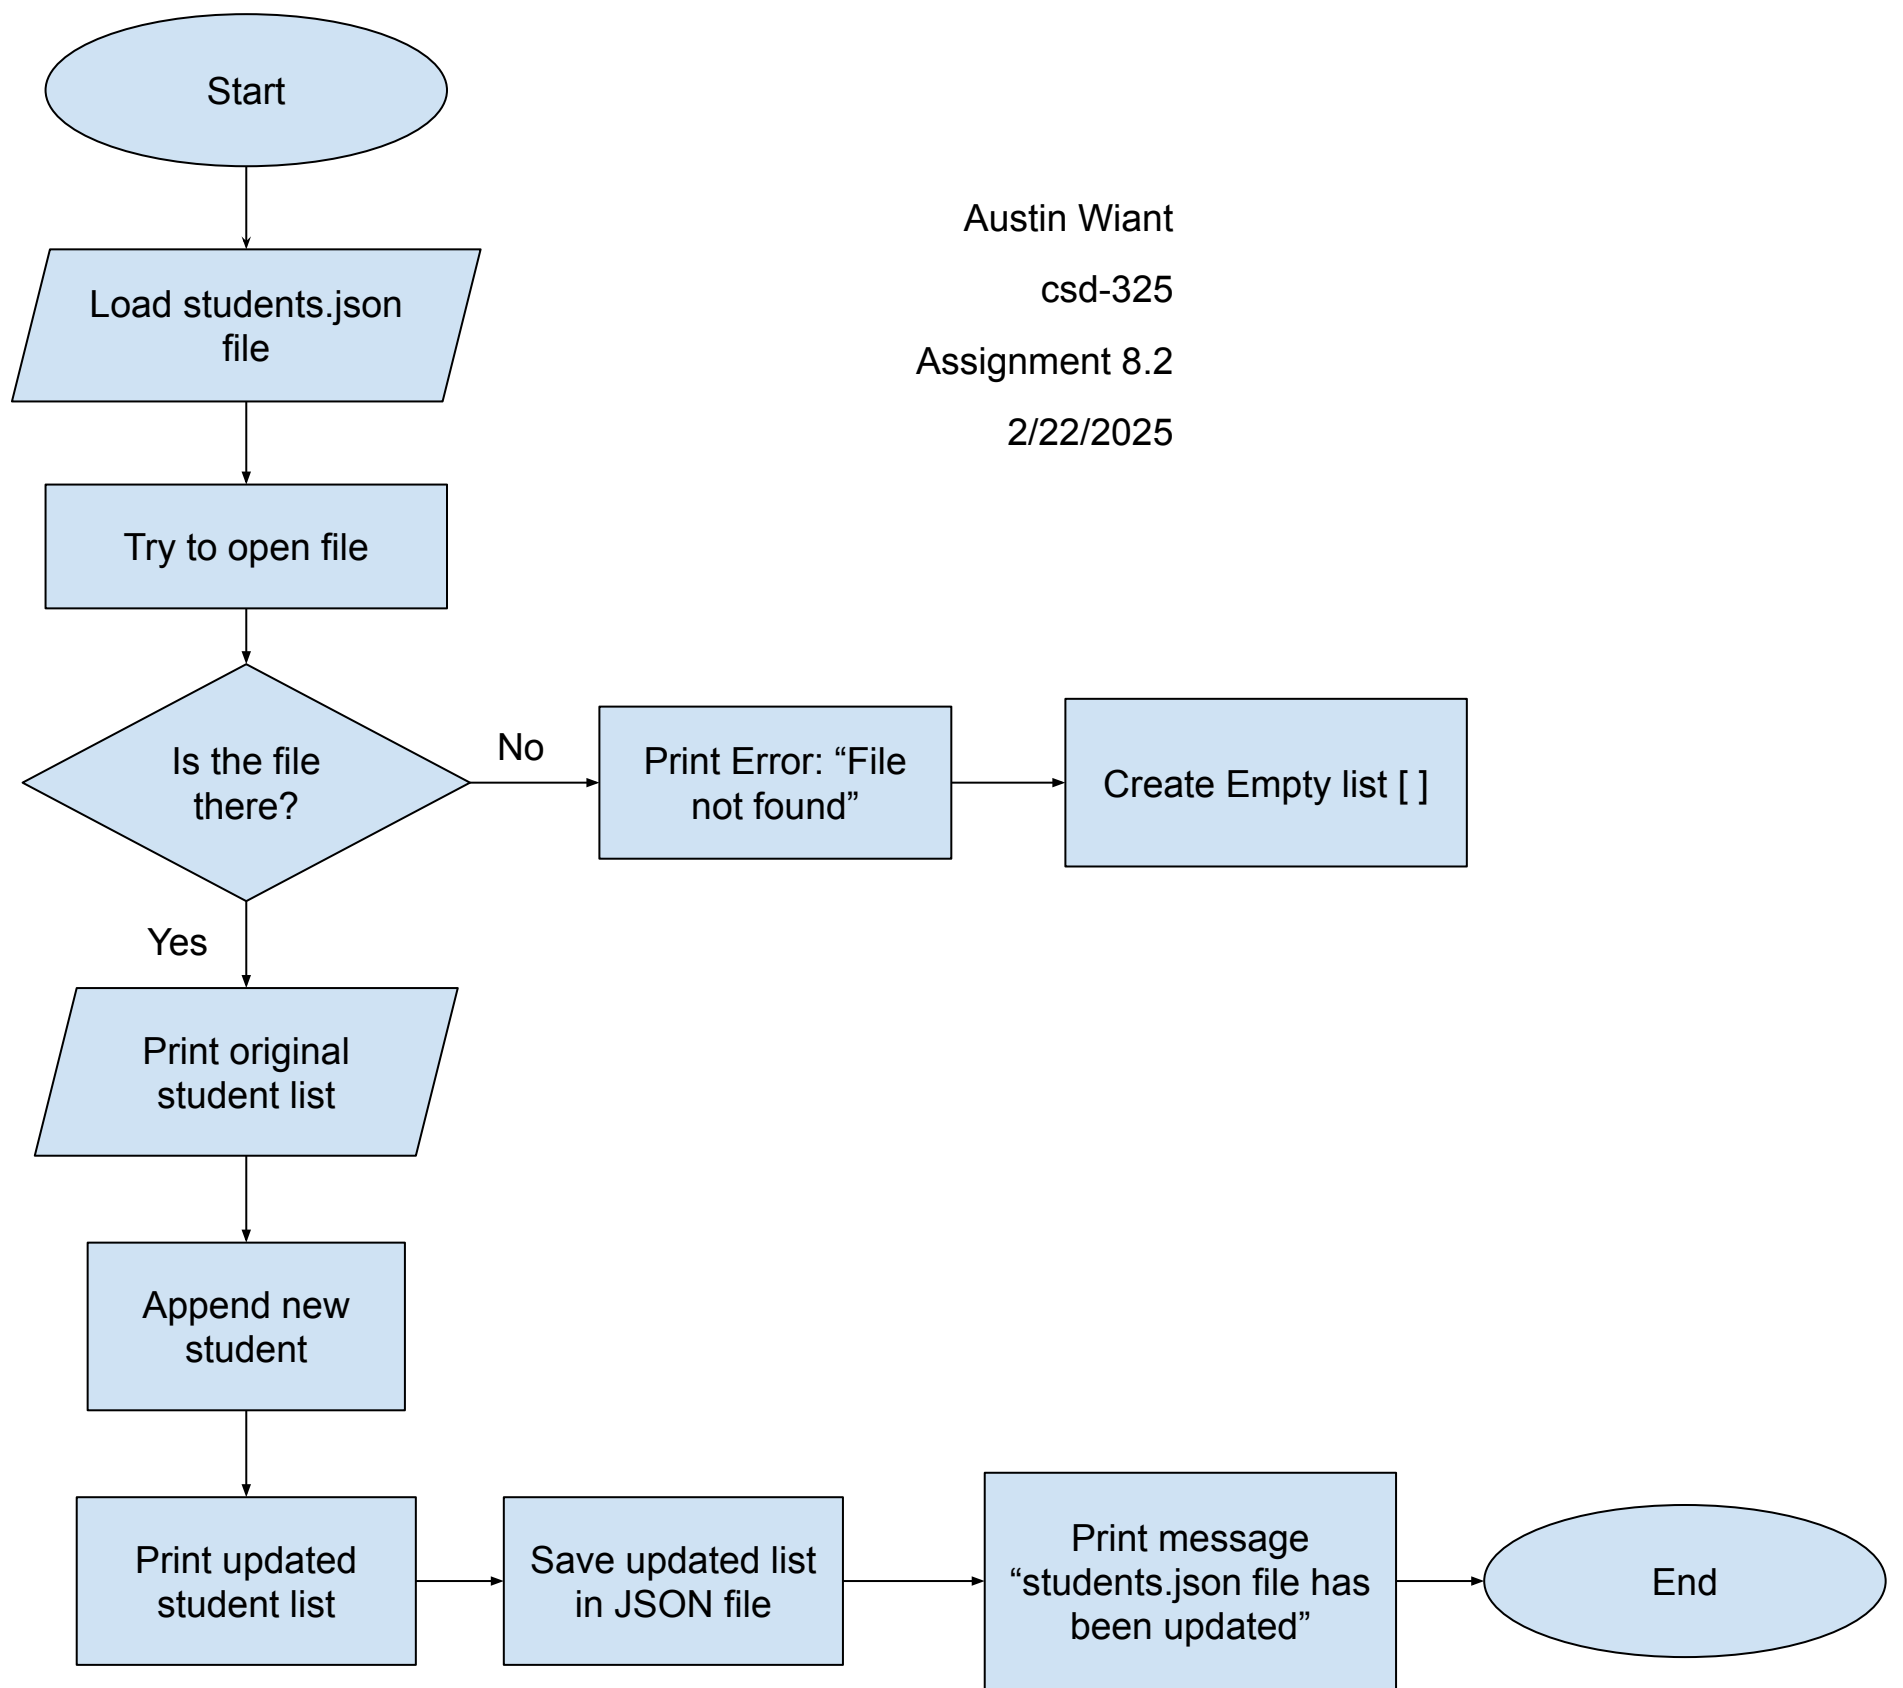 Start
Austin Wiant
csd-325
Assignment 8.2
2/22/2025
Load students.json
file
Try to open file
Is the file
there?
No
Print Error: “File
not found”
Create Empty list [ ]
Yes
Print original
student list
Append new
student
Print updated
student list
Save updated list
in JSON file
Print message
“students.json file has
been updated”
End